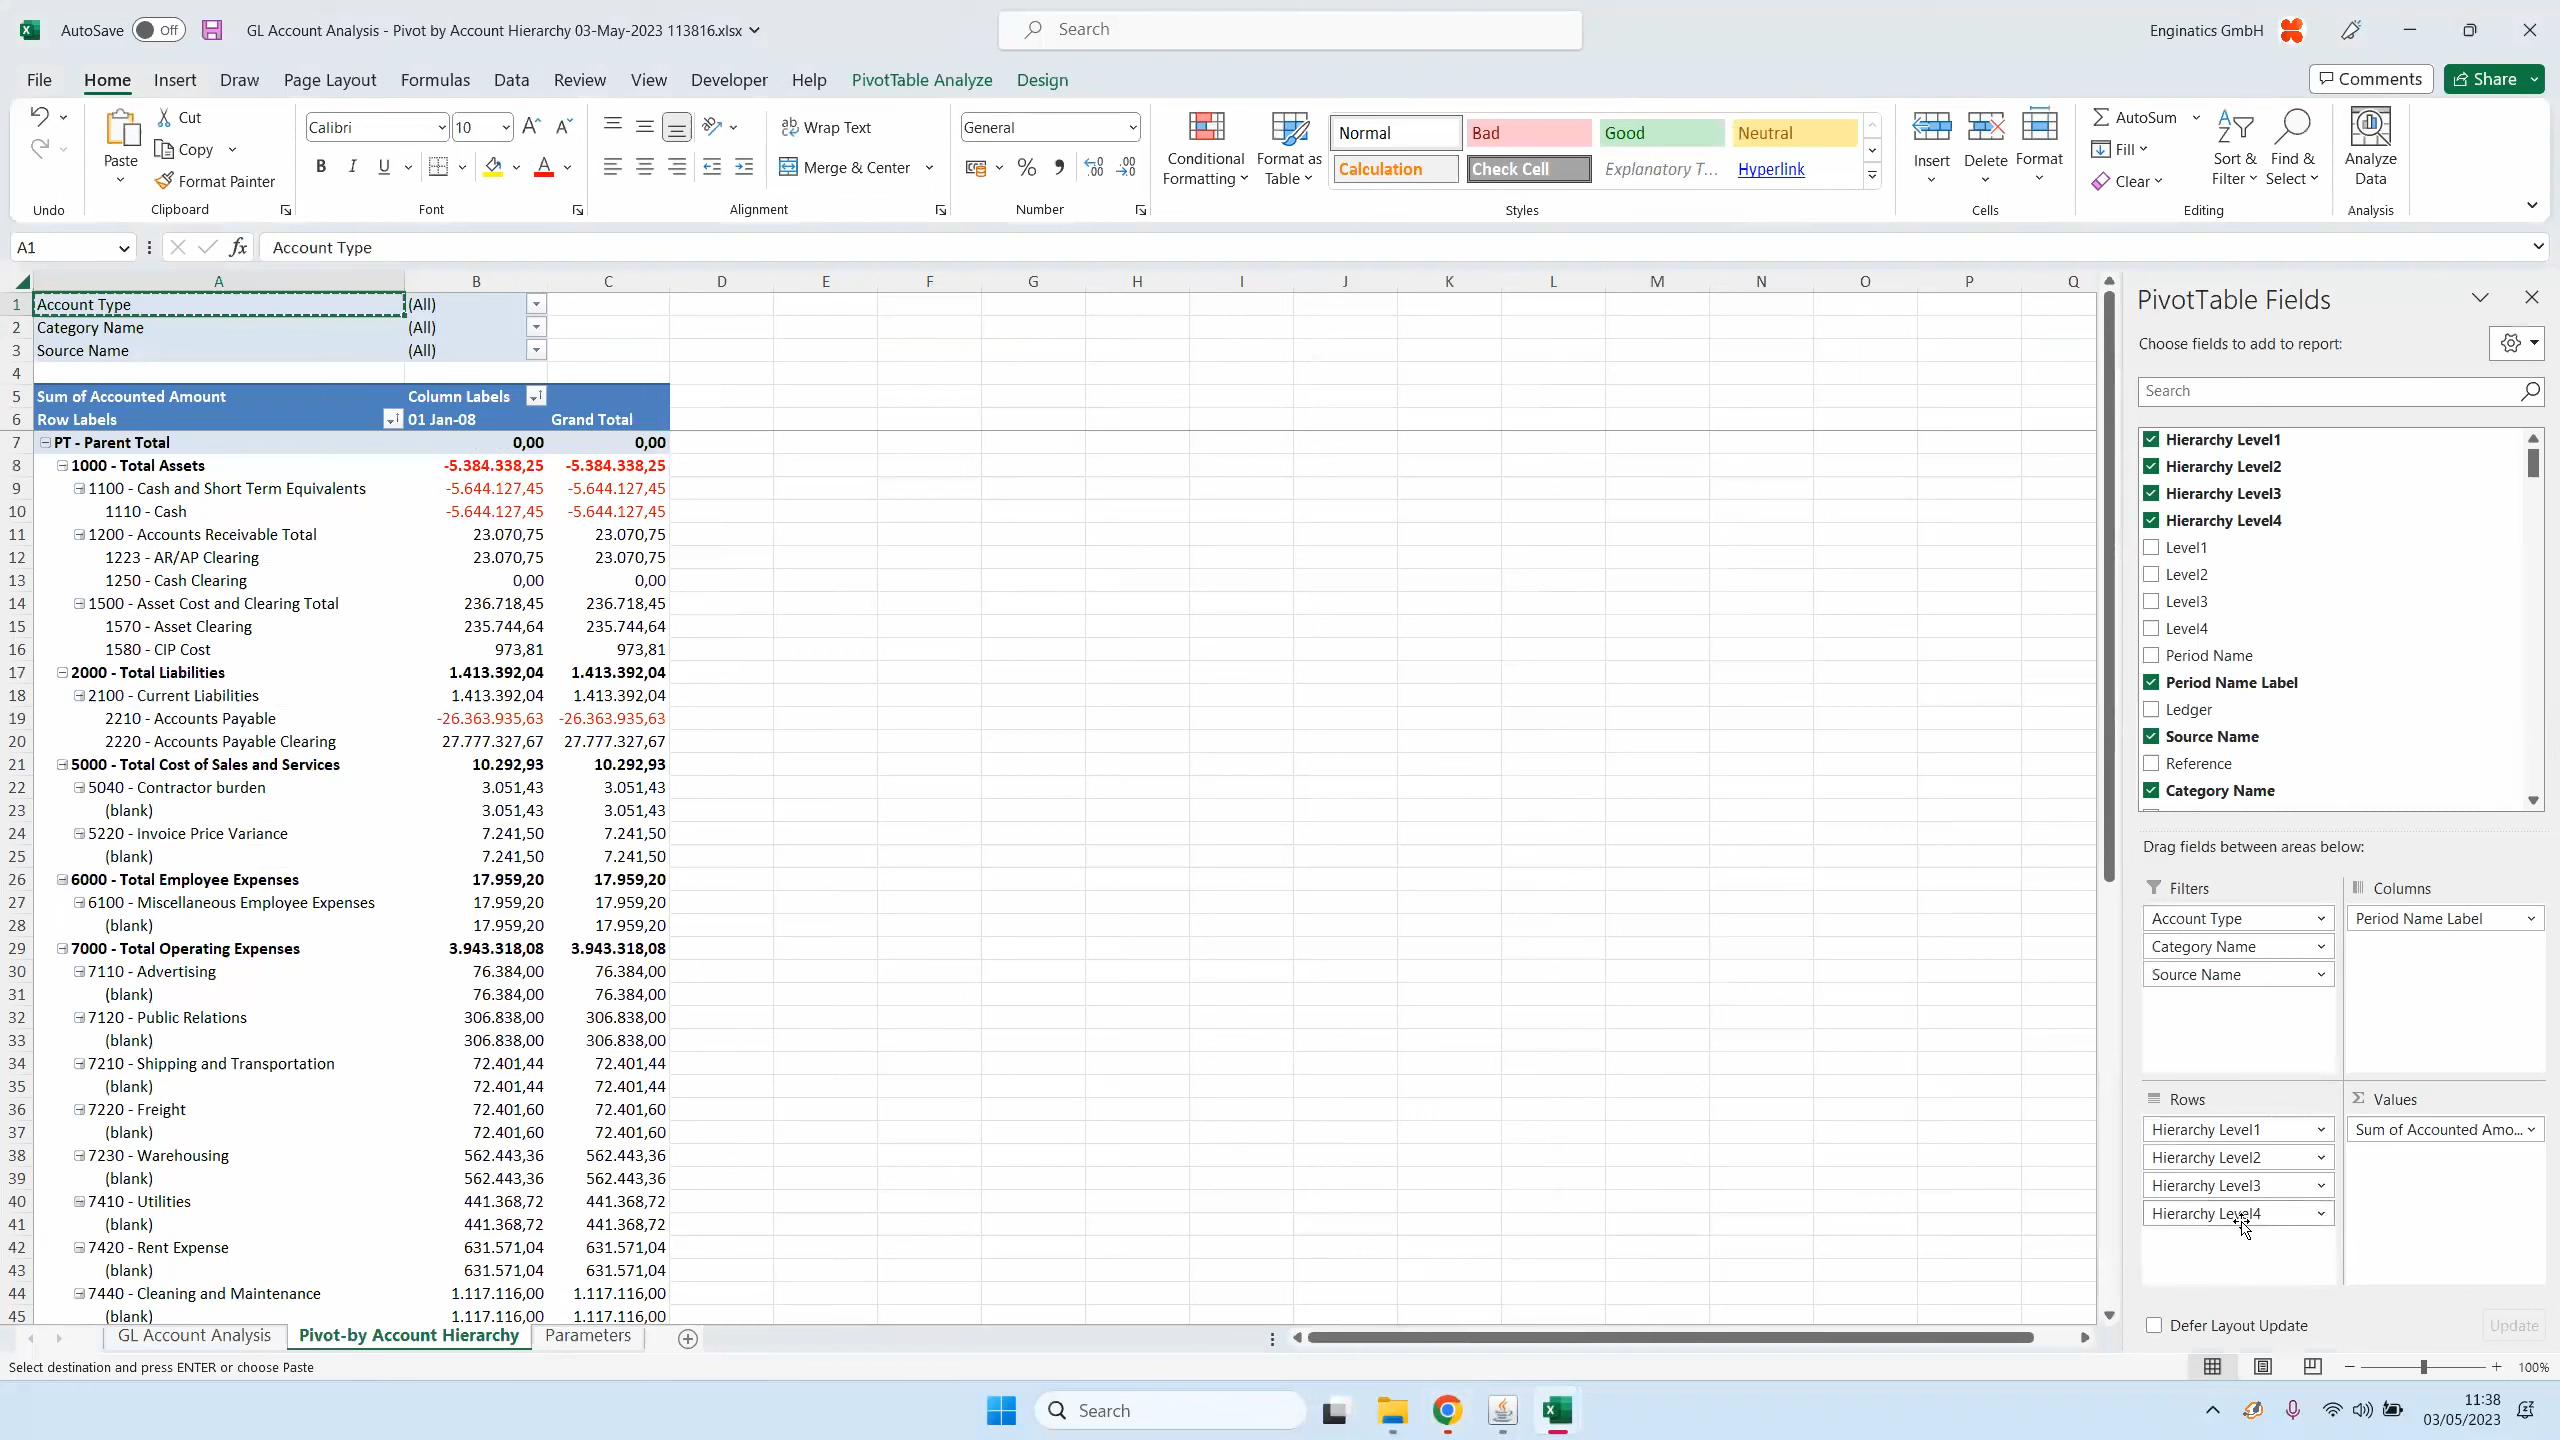 AutoSave Off GL Account Analysis - Pivot by Account Hierarchy 03-May-2023 113816.xlsx Search Enginatics GmbH
File Home Insert Draw Page Layout Formulas Data Review View Developer Help PivotTable Analyze Design Comments Share
Cut Calibri 10 Wrap Text General Normal Bad Good Neutral AutoSum
Paste Copy Conditional Formatting Format as Table Insert Delete Format Fill Sort & Filter Find & Select Analyze Data
Format Painter B I U Merge & Center Calculation Check Cell Explanatory T... Hyperlink Clear
Undo Clipboard Font Alignment Number Styles Cells Editing Analysis
A1 fx Account Type
A B C D E F G H I J K L M N O P Q
1 Account Type (All)
2 Category Name (All)
3 Source Name (All)
4
5 Sum of Accounted Amount Column Labels
6 Row Labels 01 Jan-08 Grand Total
7 PT - Parent Total 0,00 0,00
8 1000 - Total Assets -5.384.338,25 -5.384.338,25
9 1100 - Cash and Short Term Equivalents -5.644.127,45 -5.644.127,45
10 1110 - Cash -5.644.127,45 -5.644.127,45
11 1200 - Accounts Receivable Total 23.070,75 23.070,75
12 1223 - AR/AP Clearing 23.070,75 23.070,75
13 1250 - Cash Clearing 0,00 0,00
14 1500 - Asset Cost and Clearing Total 236.718,45 236.718,45
15 1570 - Asset Clearing 235.744,64 235.744,64
16 1580 - CIP Cost 973,81 973,81
17 2000 - Total Liabilities 1.413.392,04 1.413.392,04
18 2100 - Current Liabilities 1.413.392,04 1.413.392,04
19 2210 - Accounts Payable -26.363.935,63 -26.363.935,63
20 2220 - Accounts Payable Clearing 27.777.327,67 27.777.327,67
21 5000 - Total Cost of Sales and Services 10.292,93 10.292,93
22 5040 - Contractor burden 3.051,43 3.051,43
23 (blank) 3.051,43 3.051,43
24 5220 - Invoice Price Variance 7.241,50 7.241,50
25 (blank) 7.241,50 7.241,50
26 6000 - Total Employee Expenses 17.959,20 17.959,20
27 6100 - Miscellaneous Employee Expenses 17.959,20 17.959,20
28 (blank) 17.959,20 17.959,20
29 7000 - Total Operating Expenses 3.943.318,08 3.943.318,08
30 7110 - Advertising 76.384,00 76.384,00
31 (blank) 76.384,00 76.384,00
32 7120 - Public Relations 306.838,00 306.838,00
33 (blank) 306.838,00 306.838,00
34 7210 - Shipping and Transportation 72.401,44 72.401,44
35 (blank) 72.401,44 72.401,44
36 7220 - Freight 72.401,60 72.401,60
37 (blank) 72.401,60 72.401,60
38 7230 - Warehousing 562.443,36 562.443,36
39 (blank) 562.443,36 562.443,36
40 7410 - Utilities 441.368,72 441.368,72
41 (blank) 441.368,72 441.368,72
42 7420 - Rent Expense 631.571,04 631.571,04
43 (blank) 631.571,04 631.571,04
44 7440 - Cleaning and Maintenance 1.117.116,00 1.117.116,00
45 (blank) 1.117.116,00 1.117.116,00
PivotTable Fields
Choose fields to add to report:
Search
Hierarchy Level1
Hierarchy Level2
Hierarchy Level3
Hierarchy Level4
Level1
Level2
Level3
Level4
Period Name
Period Name Label
Ledger
Source Name
Reference
Category Name
Drag fields between areas below:
Filters
Account Type
Category Name
Source Name
Columns
Period Name Label
Rows
Hierarchy Level1
Hierarchy Level2
Hierarchy Level3
Hierarchy Level4
Values
Sum of Accounted Amo...
Defer Layout Update Update
GL Account Analysis Pivot-by Account Hierarchy Parameters
Select destination and press ENTER or choose Paste 100%
Search
11:38
03/05/2023